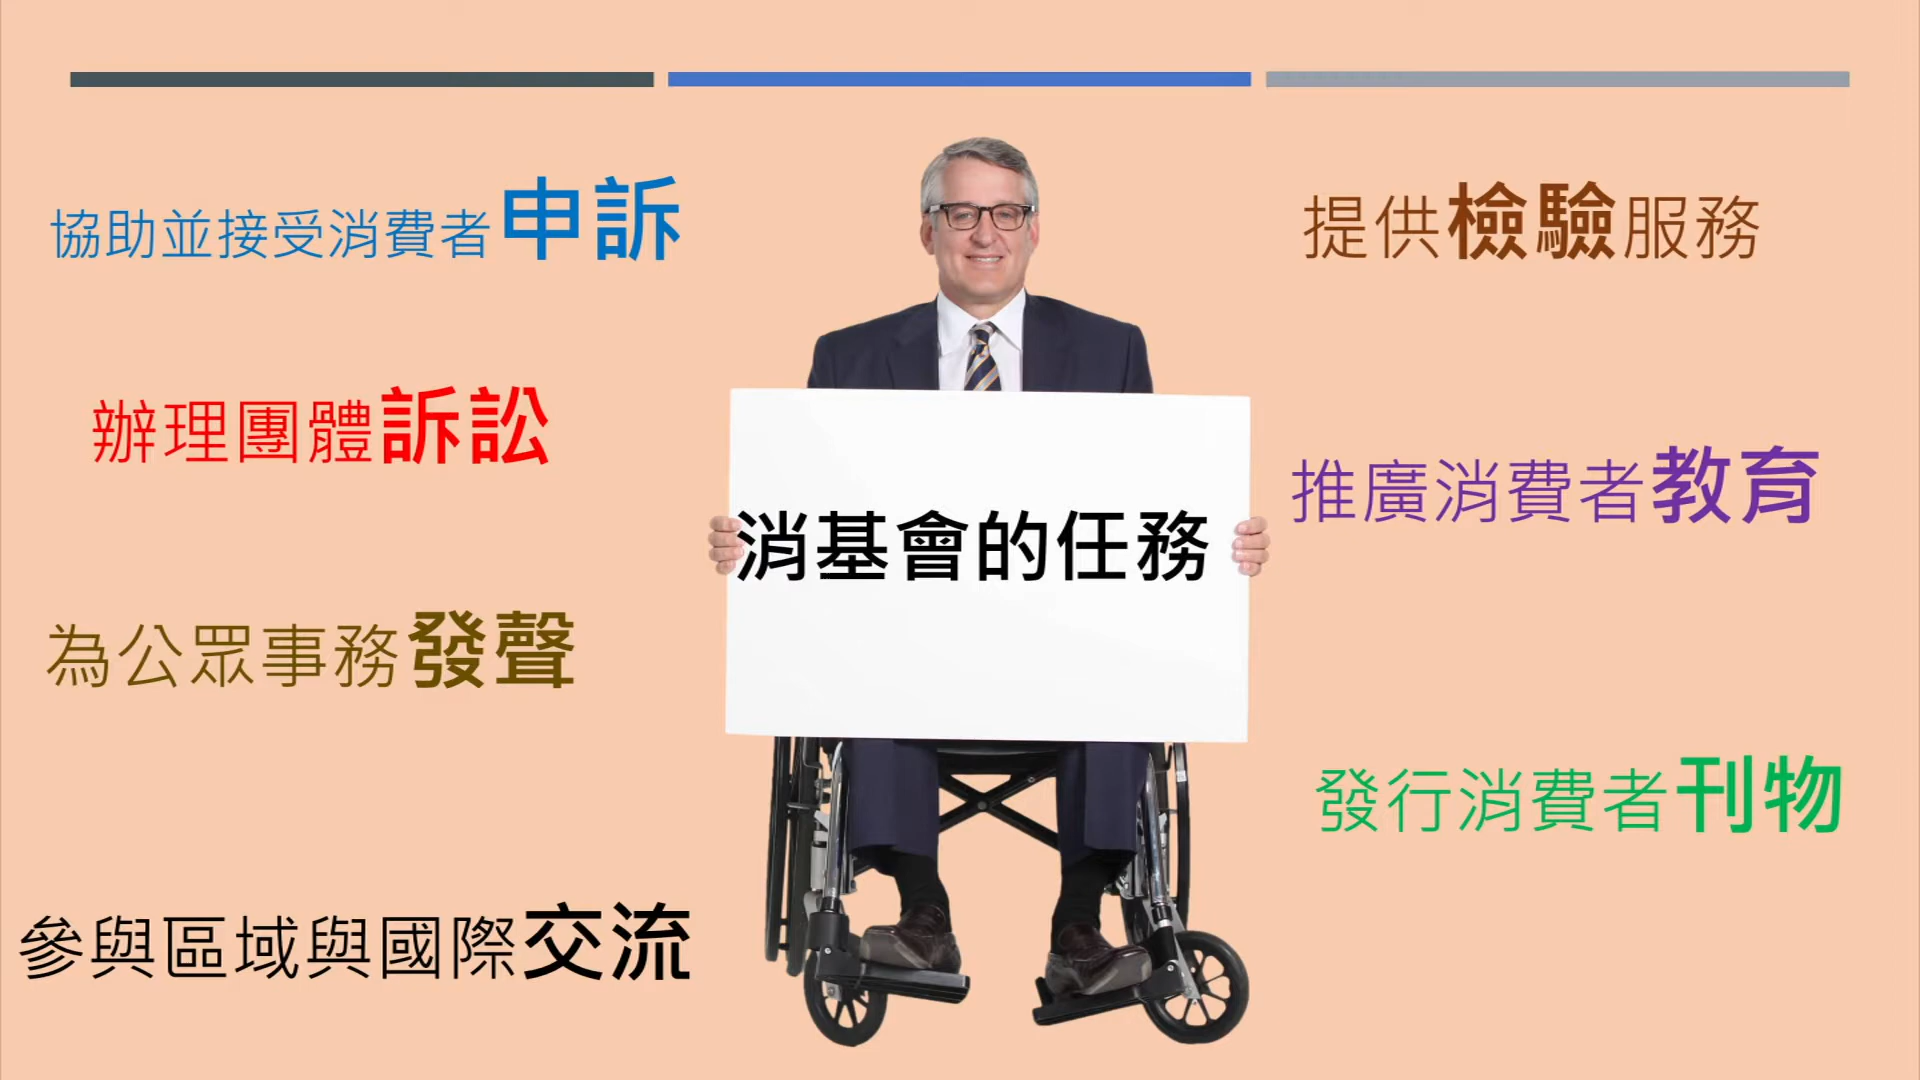 協助並接受消費者申訴
辦理團體訴訟
為公眾事務發聲
參與區域與國際交流
消基會的任務
提供檢驗服務
推廣消費者教育
發行消費者刊物